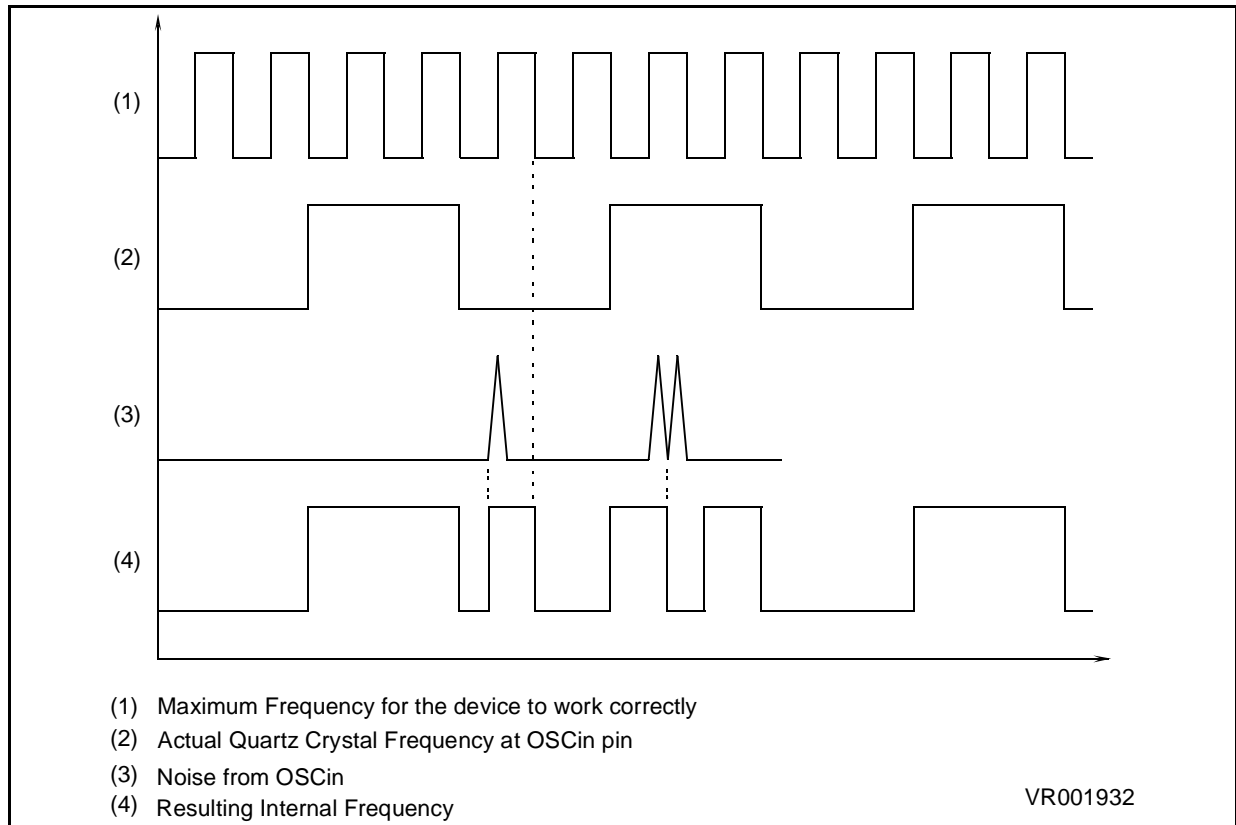 (1)
(2)
(3)
(4)
(1) Maximum Frequency for the device to work correctly
(2) Actual Quartz Crystal Frequency at OSCin pin
(3) Noise from OSCin
(4) Resulting Internal Frequency
VR001932